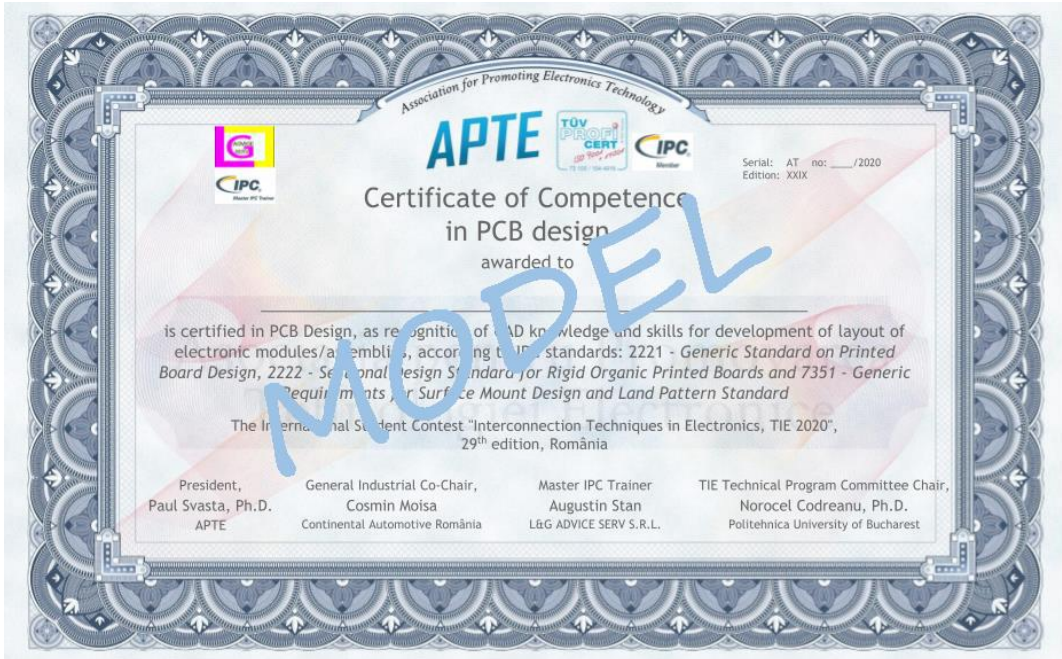 Association for Promoting Electronics Technology
APTE
TÜV
PROFI
CERT
IPC
Member
G
IPC
Master IPC Trainer
Serial: AT no: ____/2020
Edition: XXIX
Certificate of Competence
in PCB design
awarded to
is certified in PCB Design, as recognition of CAD knowledge and skills for development of layout of
electronic modules/assemblies, according to IPC standards: 2221 - Generic Standard on Printed
Board Design, 2222 - Sectional Design Standard for Rigid Organic Printed Boards and 7351 - Generic
Requirements for Surface Mount Design and Land Pattern Standard
The International Student Contest "Interconnection Techniques in Electronics, TIE 2020",
29th edition, România
MODEL
President,
Paul Svasta, Ph.D.
APTE
General Industrial Co-Chair,
Cosmin Moisa
Continental Automotive România
Master IPC Trainer
Augustin Stan
L&G ADVICE SERV S.R.L.
TIE Technical Program Committee Chair,
Norocel Codreanu, Ph.D.
Politehnica University of Bucharest